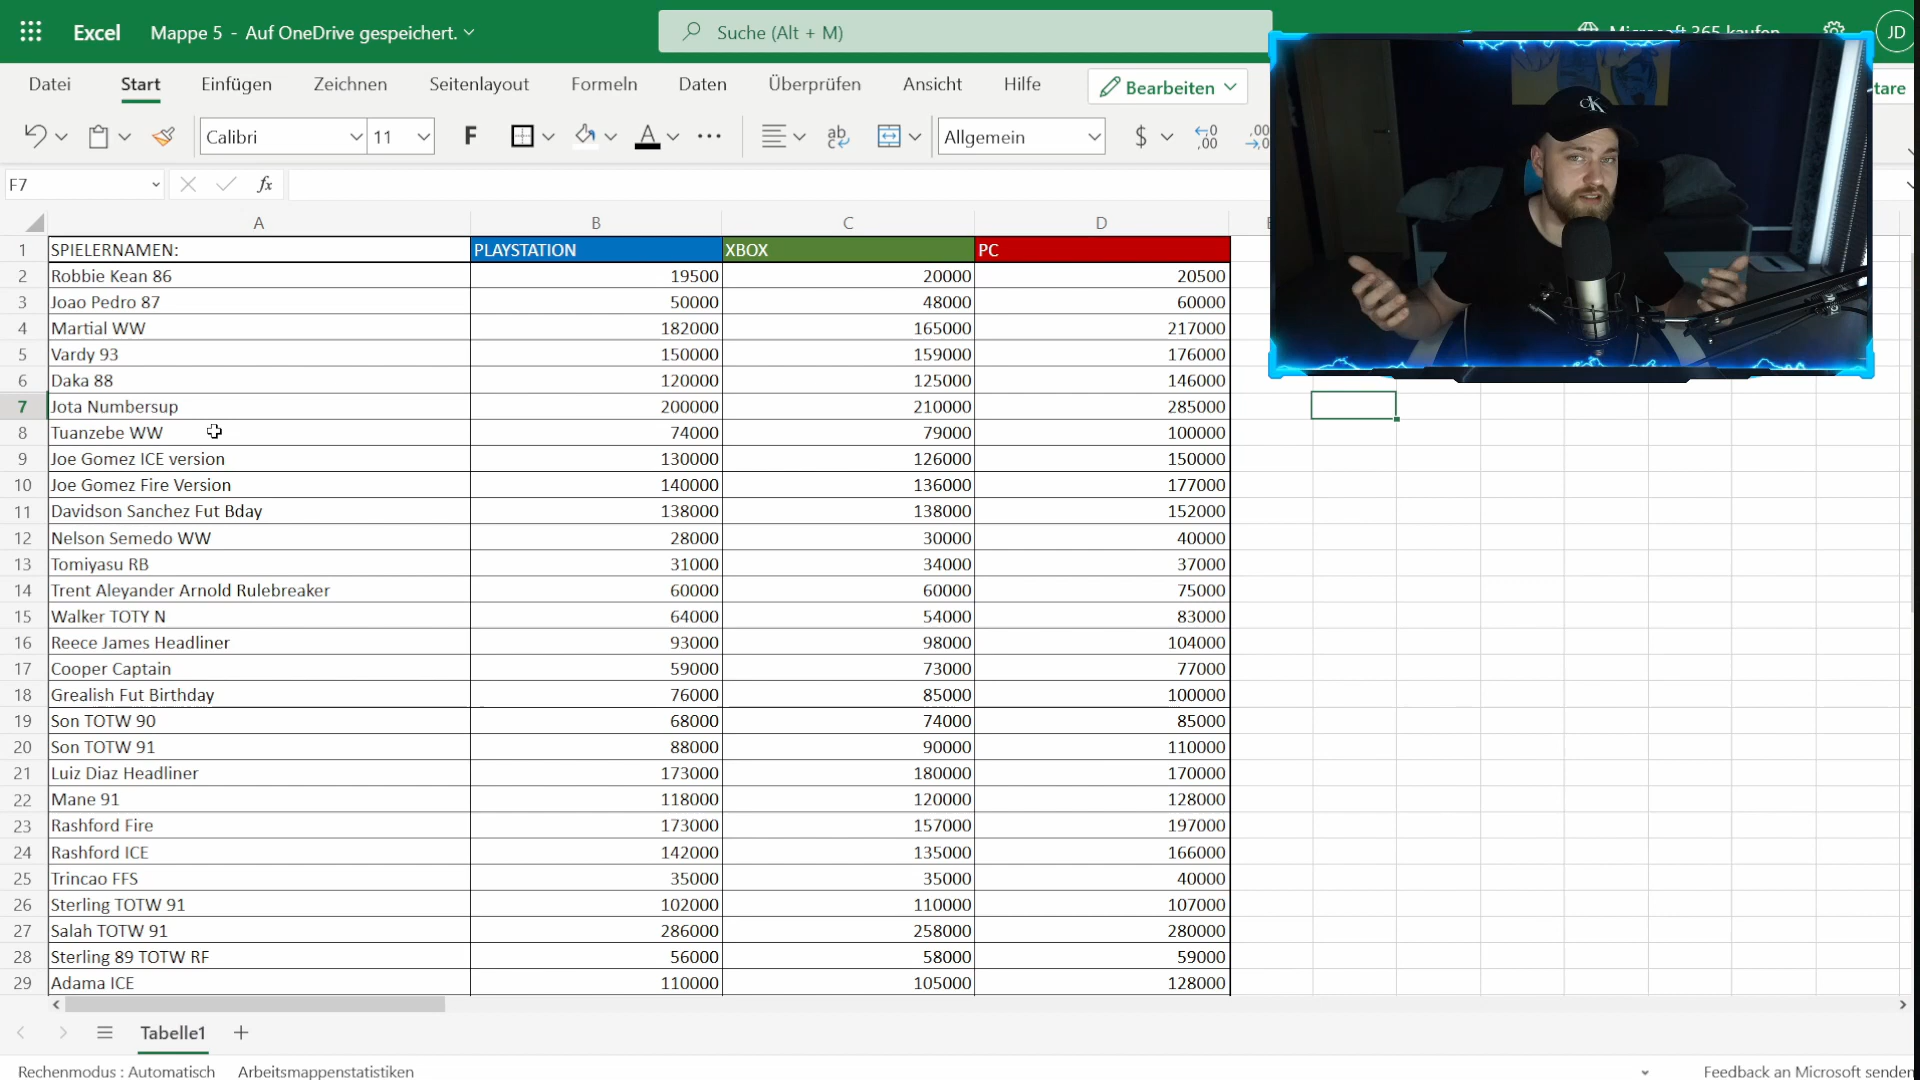 Excel Mappe 5 - Auf OneDrive gespeichert. Suche (Alt + M) Microsoft 365 kaufen JD
Datei Start Einfügen Zeichnen Seitenlayout Formeln Daten Überprüfen Ansicht Hilfe Bearbeiten tare
Calibri 11 F A ab Allgemein $ ,00 ,00
F7 fx
A B C D
1 SPIELERNAMEN: PLAYSTATION XBOX PC
2 Robbie Kean 86 19500 20000 20500
3 Joao Pedro 87 50000 48000 60000
4 Martial WW 182000 165000 217000
5 Vardy 93 150000 159000 176000
6 Daka 88 120000 125000 146000
7 Jota Numbersup 200000 210000 285000
8 Tuanzebe WW 74000 79000 100000
9 Joe Gomez ICE version 130000 126000 150000
10 Joe Gomez Fire Version 140000 136000 177000
11 Davidson Sanchez Fut Bday 138000 138000 152000
12 Nelson Semedo WW 28000 30000 40000
13 Tomiyasu RB 31000 34000 37000
14 Trent Aleyander Arnold Rulebreaker 60000 60000 75000
15 Walker TOTY N 64000 54000 83000
16 Reece James Headliner 93000 98000 104000
17 Cooper Captain 59000 73000 77000
18 Grealish Fut Birthday 76000 85000 100000
19 Son TOTW 90 68000 74000 85000
20 Son TOTW 91 88000 90000 110000
21 Luiz Diaz Headliner 173000 180000 170000
22 Mane 91 118000 120000 128000
23 Rashford Fire 173000 157000 197000
24 Rashford ICE 142000 135000 166000
25 Trincao FFS 35000 35000 40000
26 Sterling TOTW 91 102000 110000 107000
27 Salah TOTW 91 286000 258000 280000
28 Sterling 89 TOTW RF 56000 58000 59000
29 Adama ICE 110000 105000 128000
Tabelle1
Rechenmodus : Automatisch Arbeitsmappenstatistiken Feedback an Microsoft senden